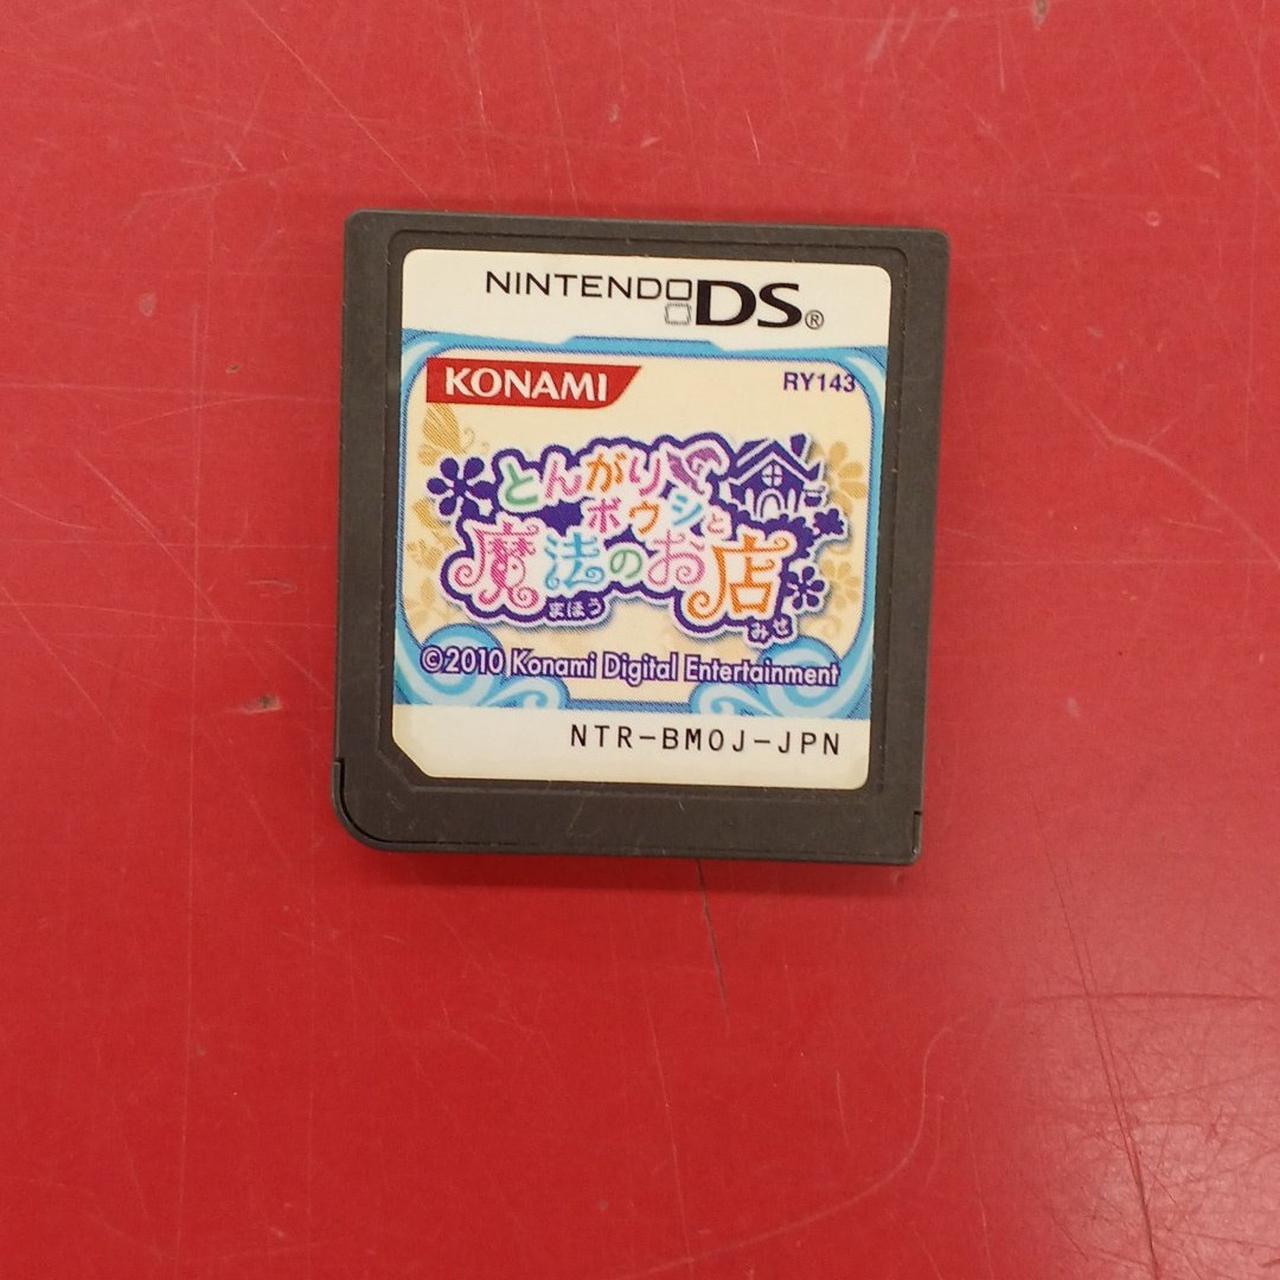 NINTENDO DS®
KONAMI
RY143
とんがり
ボウシと
魔法のお店
まほう
みせ
©2010 Konami Digital Entertainment
NTR-BM0J-JPN